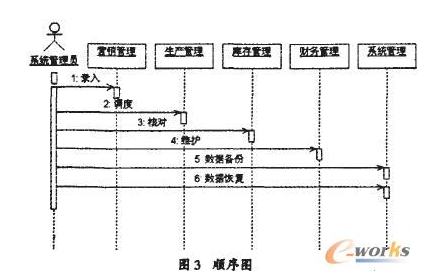 系统管理员
营销管理
生产管理
库存管理
财务管理
系统管理
1: 录入
2: 调度
3: 核对
4: 维护
5 数据备份
6 数据恢复
e-works
图 3 顺序图